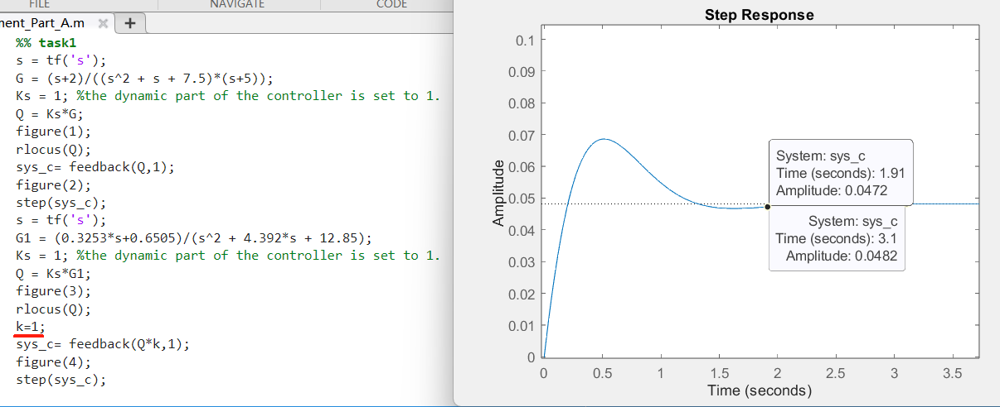 FILE NAVIGATE CODE
ment_Part_A.m
%% task1
s = tf('s');
G = (s+2)/((s^2 + s + 7.5)*(s+5));
Ks = 1; %the dynamic part of the controller is set to 1.
Q = Ks*G;
figure(1);
rlocus(Q);
sys_c= feedback(Q,1);
figure(2);
step(sys_c);
s = tf('s');
G1 = (0.3253*s+0.6505)/(s^2 + 4.392*s + 12.85);
Ks = 1; %the dynamic part of the controller is set to 1.
Q = Ks*G1;
figure(3);
rlocus(Q);
k=1;
sys_c= feedback(Q*k,1);
figure(4);
step(sys_c);
Step Response
Amplitude
0.1
0.09
0.08
0.07
0.06
0.05
0.04
0.03
0.02
0.01
0
System: sys_c
Time (seconds): 1.91
Amplitude: 0.0472
System: sys_c
Time (seconds): 3.1
Amplitude: 0.0482
0 0.5 1 1.5 2 2.5 3 3.5
Time (seconds)